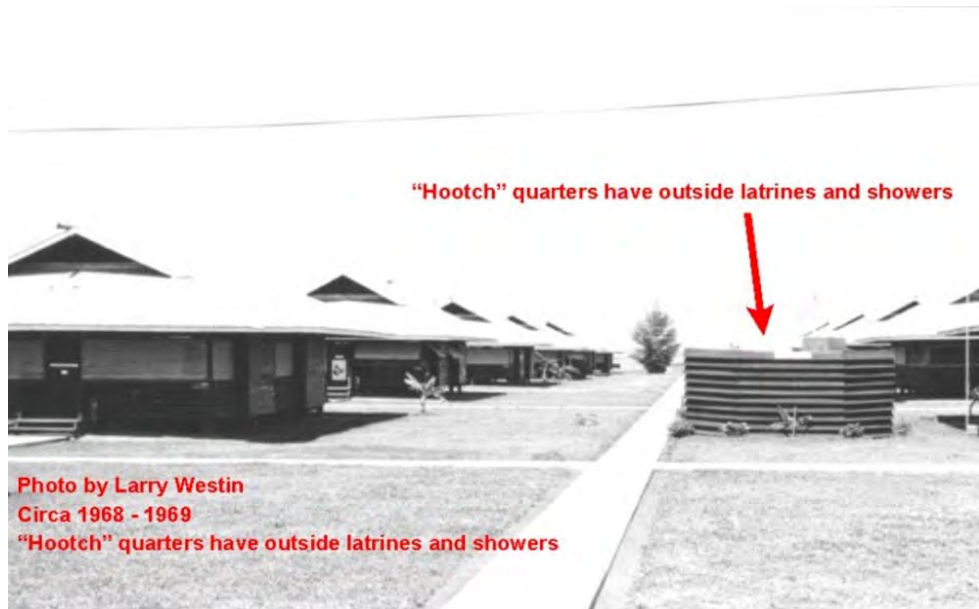 “Hootch” quarters have outside latrines and showers
Photo by Larry Westin
Circa 1968 - 1969
“Hootch” quarters have outside latrines and showers